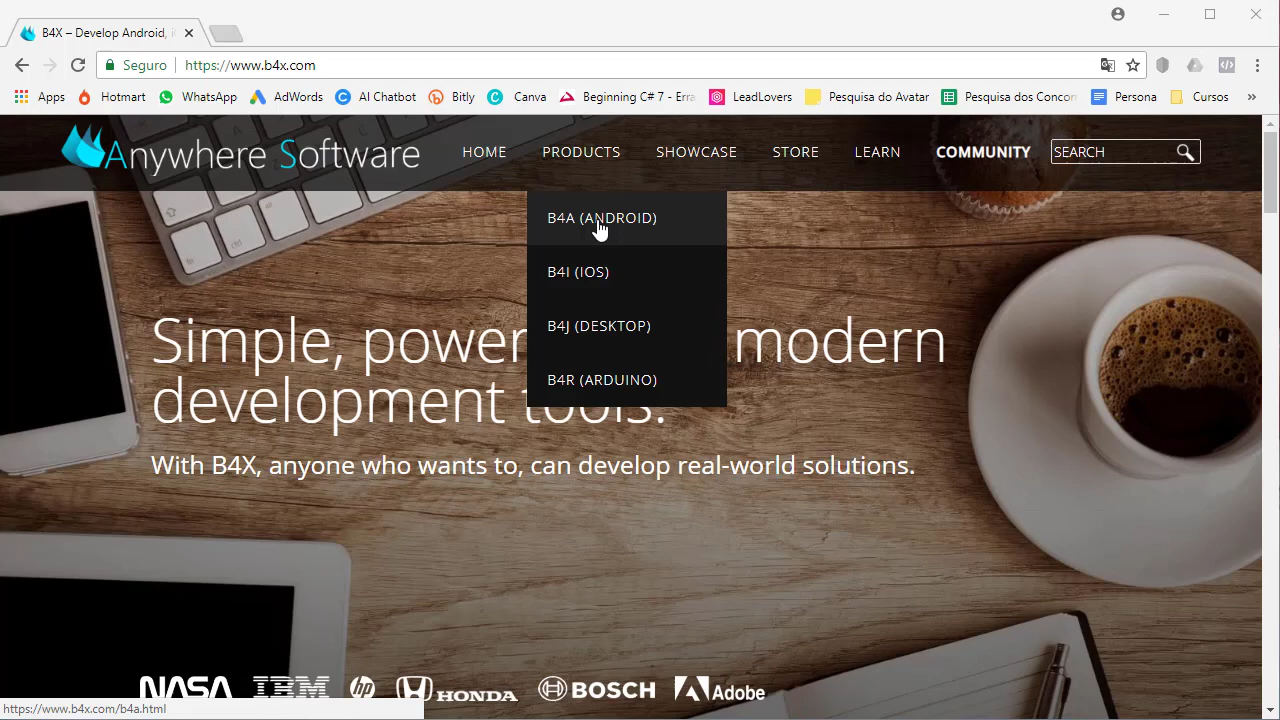 B4X – Develop Android, i
Seguro
https://www.b4x.com
Apps
Hotmart
WhatsApp
AdWords
AI Chatbot
Bitly
Canva
Beginning C# 7 - Erra
LeadLovers
Pesquisa do Avatar
Pesquisa dos Concor
Persona
Cursos
»
Anywhere Software
HOME
PRODUCTS
SHOWCASE
STORE
LEARN
COMMUNITY
SEARCH
B4A (ANDROID)
B4I (IOS)
B4J (DESKTOP)
B4R (ARDUINO)
Simple, power modern
development tools.
With B4X, anyone who wants to, can develop real-world solutions.
NASA IBM hp HONDA BOSCH Adobe
https://www.b4x.com/b4a.html